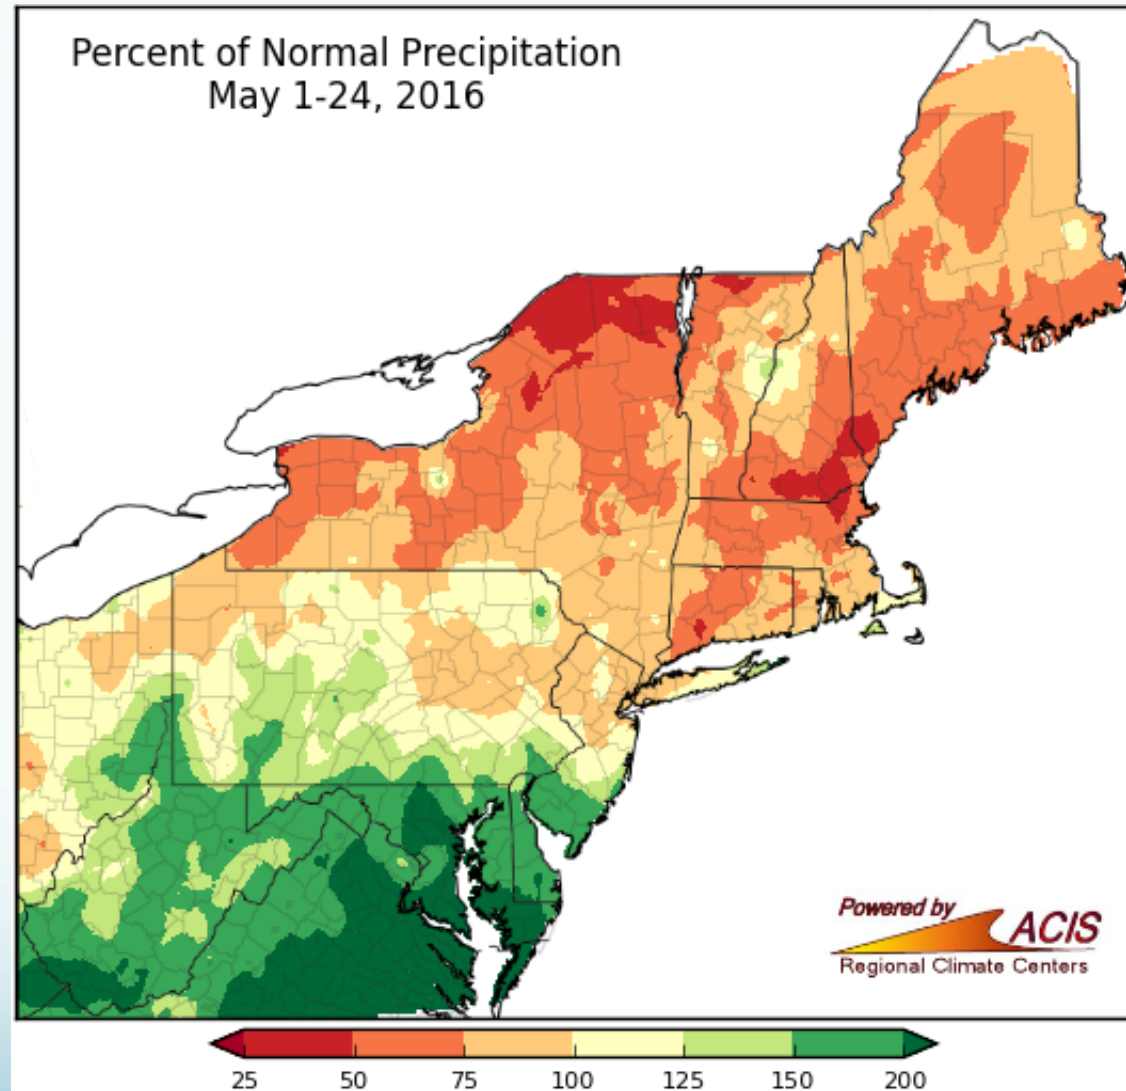 Percent of Normal Precipitation
May 1-24, 2016
Powered by
ACIS
Regional Climate Centers
25 50 75 100 125 150 200